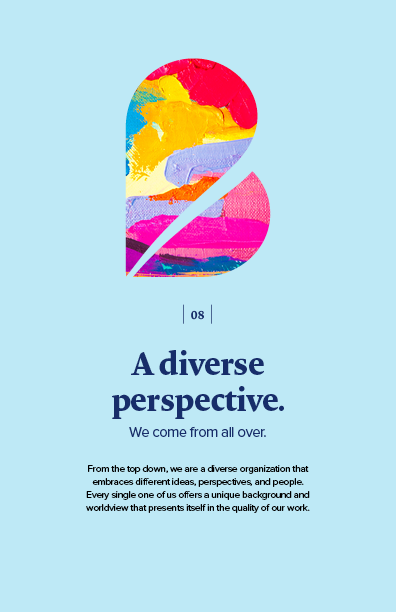 08
A diverse
perspective.
We come from all over.
From the top down, we are a diverse organization that
embraces different ideas, perspectives, and people.
Every single one of us offers a unique background and
worldview that presents itself in the quality of our work.